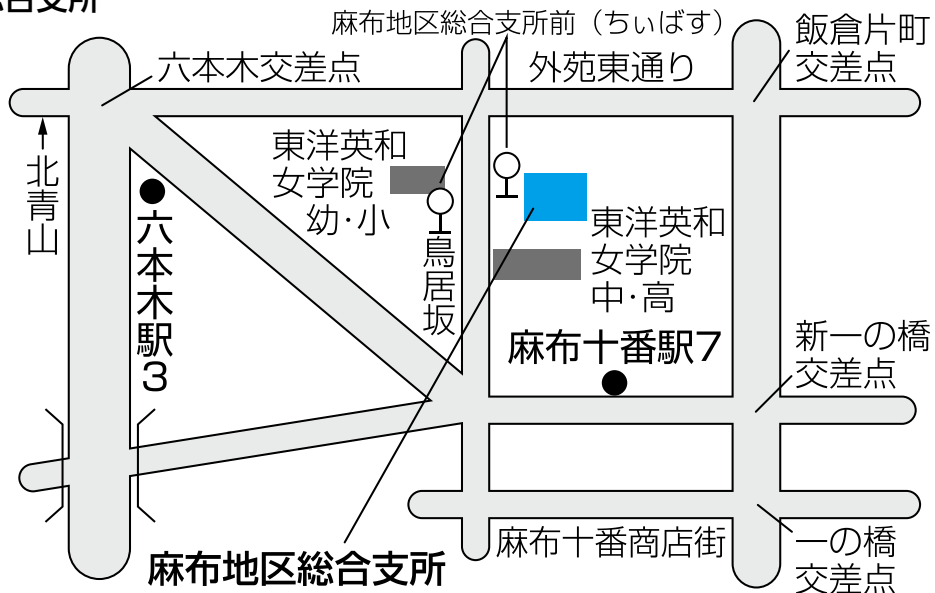 総合支所
麻布地区総合支所前（ちぃばす）
飯倉片町
交差点
六本木交差点
外苑東通り
北青山
東洋英和
女学院
幼・小
六本木駅3
鳥居坂
東洋英和
女学院
中・高
麻布十番駅7
新一の橋
交差点
麻布十番商店街
一の橋
交差点
麻布地区総合支所